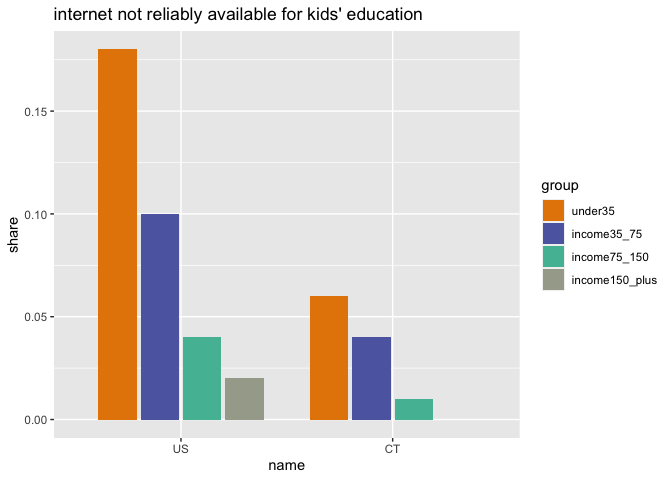 internet not reliably available for kids' education
share
0.15
0.10
0.05
0.00
US
CT
name
group
under35
income35_75
income75_150
income150_plus